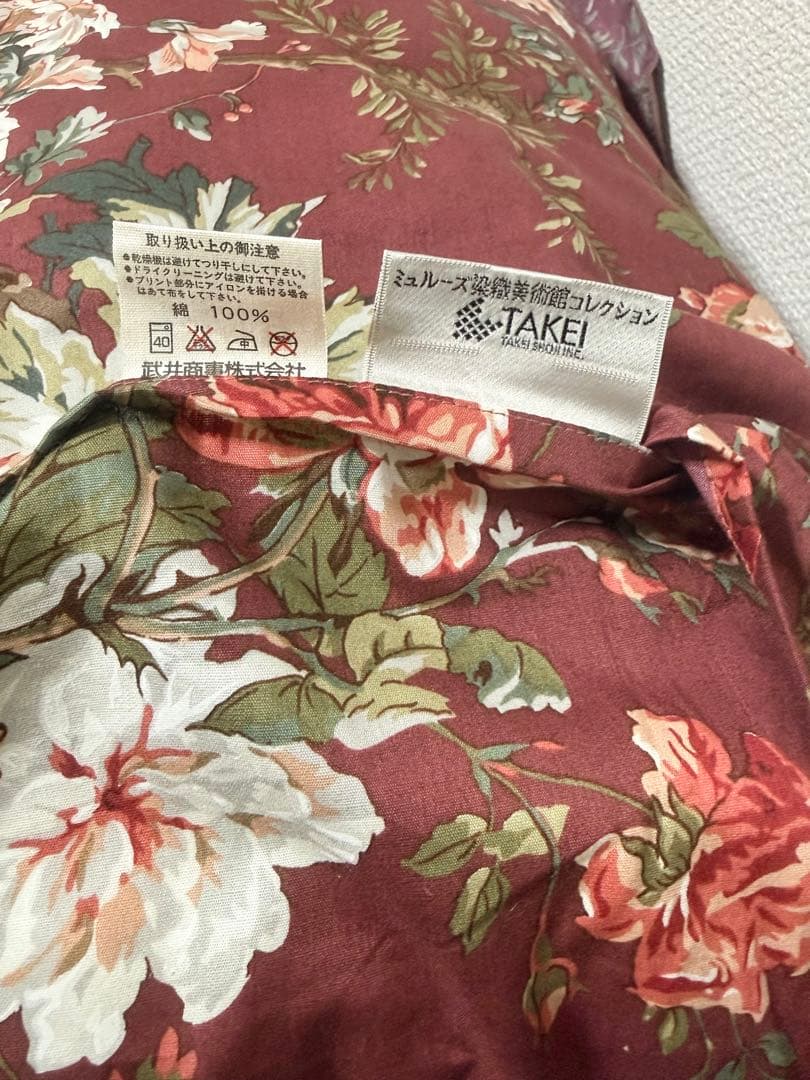 取り扱い上の御注意
●乾燥機は避けてつり干しにして下さい。
●ドライクリーニングは避けて下さい。
●プリント部分にアイロンを掛ける場合
はあて布をして下さい。
綿 100%
40
武井商事株式会社
ミュルーズ染織美術館コレクション
TAKEI
TAKEI SHOJI INC.